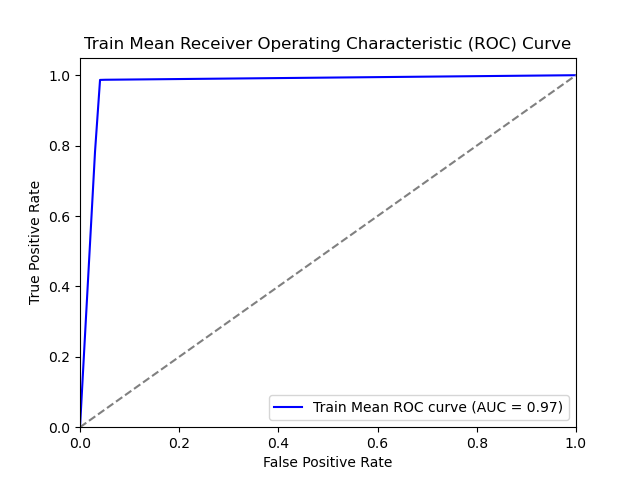 Train Mean Receiver Operating Characteristic (ROC) Curve
1.0
0.8
0.6
0.4
0.2
0.0
True Positive Rate
Train Mean ROC curve (AUC = 0.97)
0.0 0.2 0.4 0.6 0.8 1.0
False Positive Rate